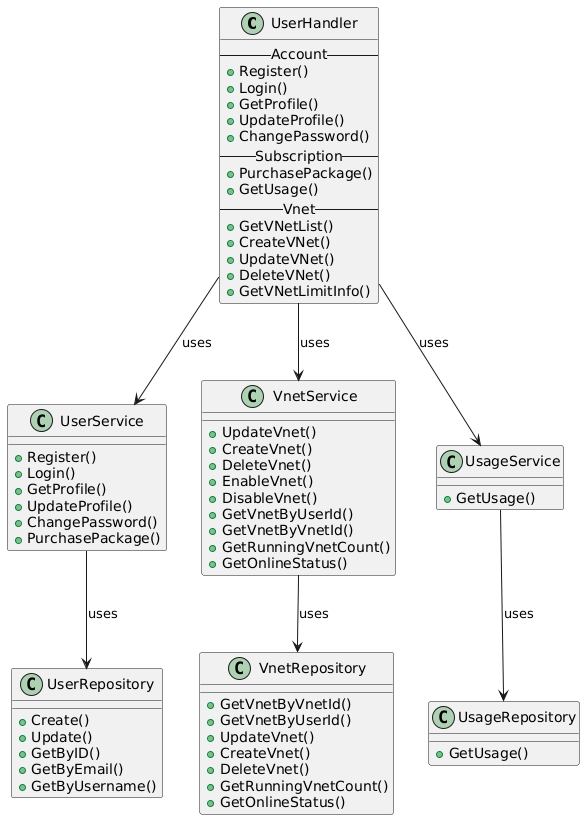 C UserHandler
Account
Register()
Login()
GetProfile()
UpdateProfile()
ChangePassword()
Subscription
PurchasePackage()
GetUsage()
Vnet
GetVNetList()
CreateVNet()
UpdateVNet()
DeleteVNet()
GetVNetLimitInfo()
uses
uses
uses
C UserService
Register()
Login()
GetProfile()
UpdateProfile()
ChangePassword()
PurchasePackage()
C VnetService
UpdateVnet()
CreateVnet()
DeleteVnet()
EnableVnet()
DisableVnet()
GetVnetByUserId()
GetVnetByVnetId()
GetRunningVnetCount()
GetOnlineStatus()
C UsageService
GetUsage()
uses
uses
uses
C UserRepository
Create()
Update()
GetByID()
GetByEmail()
GetByUsername()
C VnetRepository
GetVnetByVnetId()
GetVnetByUserId()
UpdateVnet()
CreateVnet()
DeleteVnet()
GetRunningVnetCount()
GetOnlineStatus()
C UsageRepository
GetUsage()